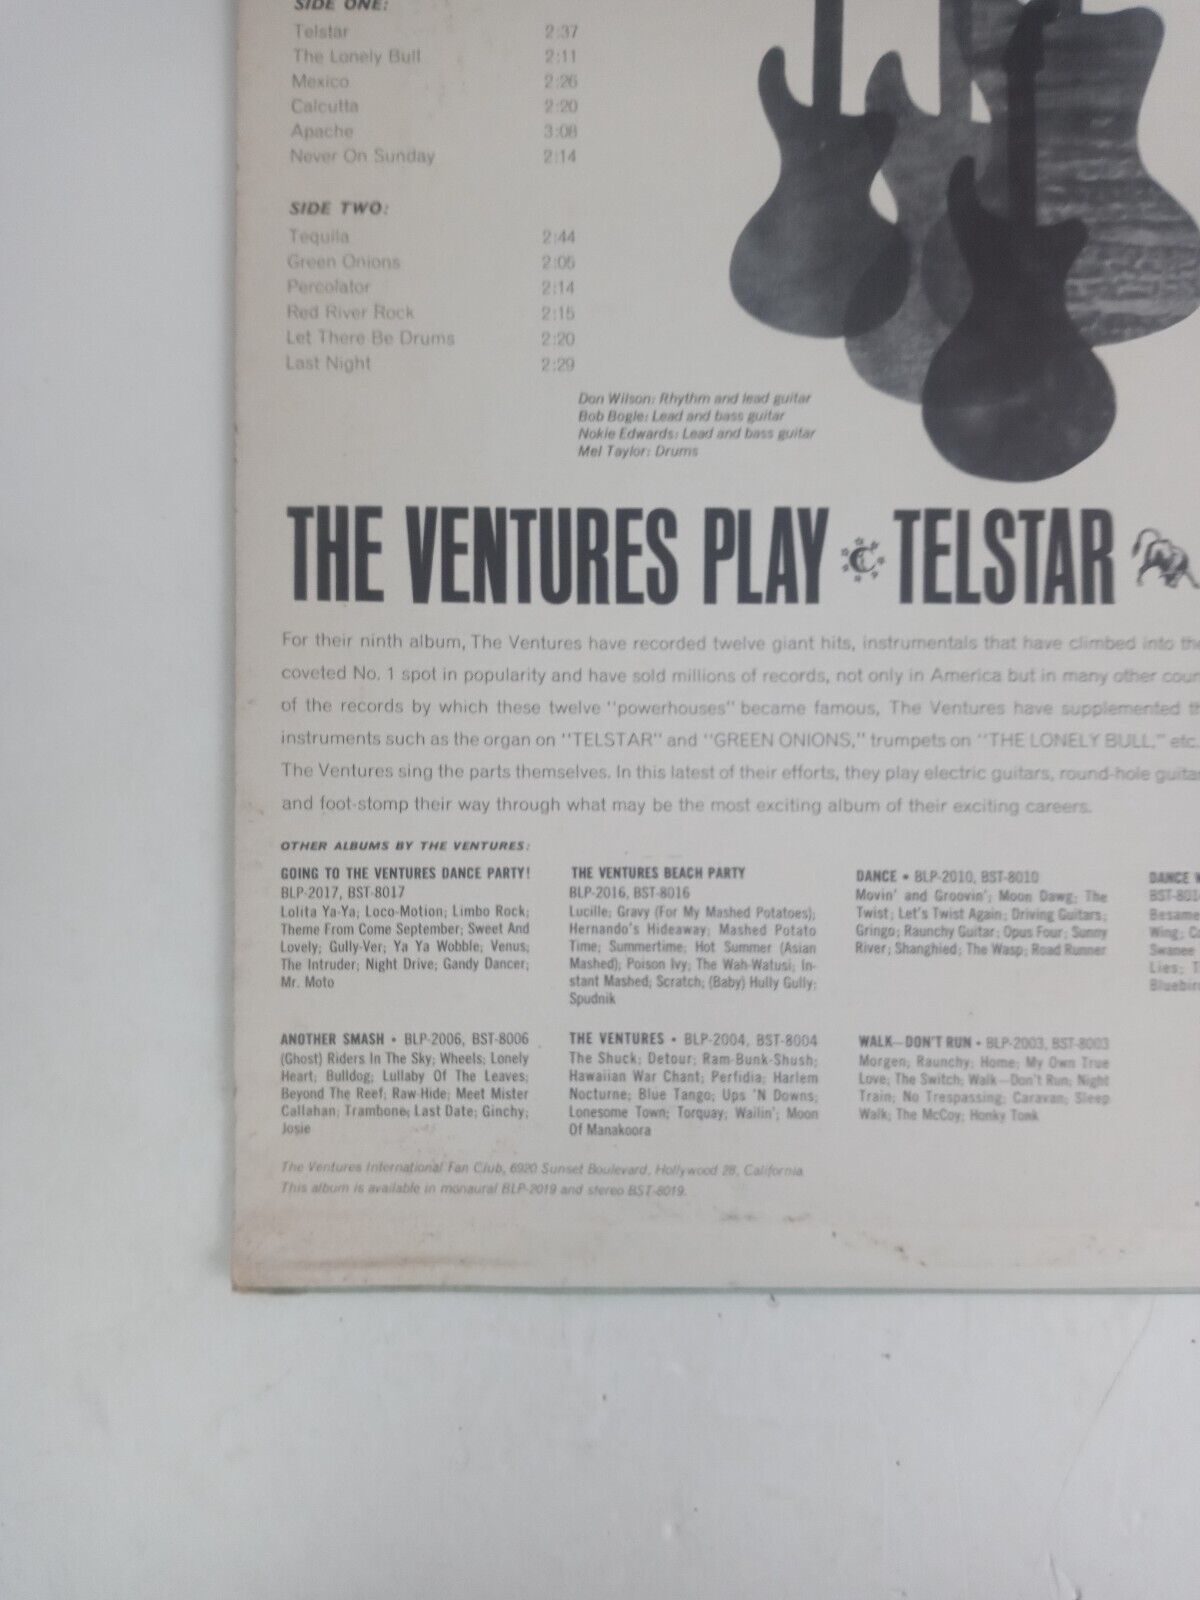 SIDE ONE:
Telstar 2:37
The Lonely Bull 2:11
Mexico 2:26
Calcutta 2:20
Apache 3:08
Never On Sunday 2:14
SIDE TWO:
Tequila 2:44
Green Onions 2:05
Percolator 2:14
Red River Rock 2:15
Let There Be Drums 2:20
Last Night 2:29
Don Wilson: Rhythm and lead guitar
Bob Bogle: Lead and bass guitar
Nokie Edwards: Lead and bass guitar
Mel Taylor: Drums
THE VENTURES PLAY TELSTAR
For their ninth album, The Ventures have recorded twelve giant hits, instrumentals that have climbed into the
coveted No. 1 spot in popularity and have sold millions of records, not only in America but in many other
of the records by which these twelve "powerhouses" became famous, The Ventures have supplemented
instruments such as the organ on "TELSTAR" and "GREEN ONIONS," trumpets on "THE LONELY BULL," etc.
The Ventures sing the parts themselves. In this latest of their efforts, they play electric guitars, round-hole
and foot-stomp their way through what may be the most exciting album of their exciting careers.
OTHER ALBUMS BY THE VENTURES:
GOING TO THE VENTURES DANCE PARTY!
BLP-2017, BST-8017
Lolita Ya-Ya; Loco-Motion; Limbo Rock;
Theme From Come September; Sweet And
Lovely; Gully-Ver; Ya Ya Wobble; Venus;
The Intruder; Night Drive; Gandy Dancer;
Mr. Moto
THE VENTURES BEACH PARTY
BLP-2016, BST-8016
Lucille; Gravy (For My Mashed Potatoes);
Hernando's Hideaway; Mashed Potato
Time; Summertime; Hot Summer (Asian
Mashed); Poison Ivy; The Wah-Watusi; In-
stant Mashed; Scratch; (Baby) Hully Gully;
Spudnik
DANCE • BLP-2010, BST-8010
Movin' and Groovin'; Moon Dawg; The
Twist; Let's Twist Again; Driving Guitars;
Gringo; Raunchy Guitar; Opus Four; Sunny
River; Shanghied; The Wasp; Road Runner
DANCE
Besame
Wing;
Swanee
Lies;
ANOTHER SMASH • BLP-2006, BST-8006
(Ghost) Riders In The Sky; Wheels; Lonely
Heart; Bulldog; Lullaby Of The Leaves;
Beyond The Reef; Raw-Hide; Meet Mister
Callahan; Trambone; Last Date; Ginchy;
Josie
THE VENTURES • BLP-2004, BST-8004
The Shuck; Detour; Ram-Bunk-Shush;
Hawaiian War Chant; Perfidia; Harlem
Nocturne; Blue Tango; Ups 'N Downs;
Lonesome Town; Torquay; Wailin'; Moon
Of Manakoora
WALK—DON'T RUN • BLP-2003, BST-8003
Morgen; Raunchy; Home; My Own True
Love; The Switch; Walk—Don't Run; Night
Train; No Trespassing; Caravan; Sleep
Walk; The McCoy; Honky Tonk
The Ventures International Fan Club, 6920 Sunset Boulevard, Hollywood 28, California
This album is available in monaural BLP-2019 and stereo BST-8019.